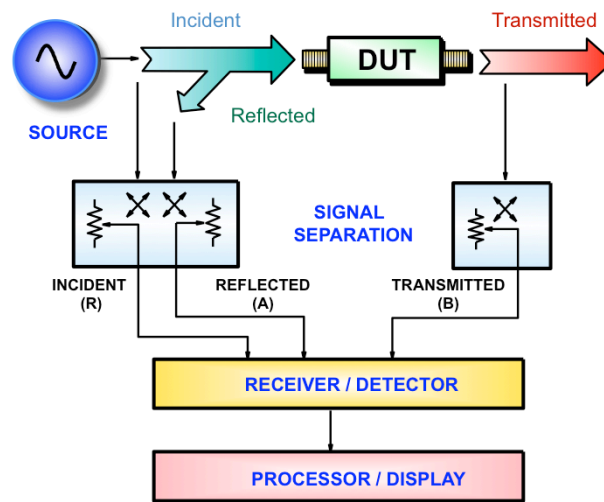 Incident
Transmitted
DUT
Reflected
SOURCE
SIGNAL
SEPARATION
INCIDENT
(R)
REFLECTED
(A)
TRANSMITTED
(B)
RECEIVER / DETECTOR
PROCESSOR / DISPLAY